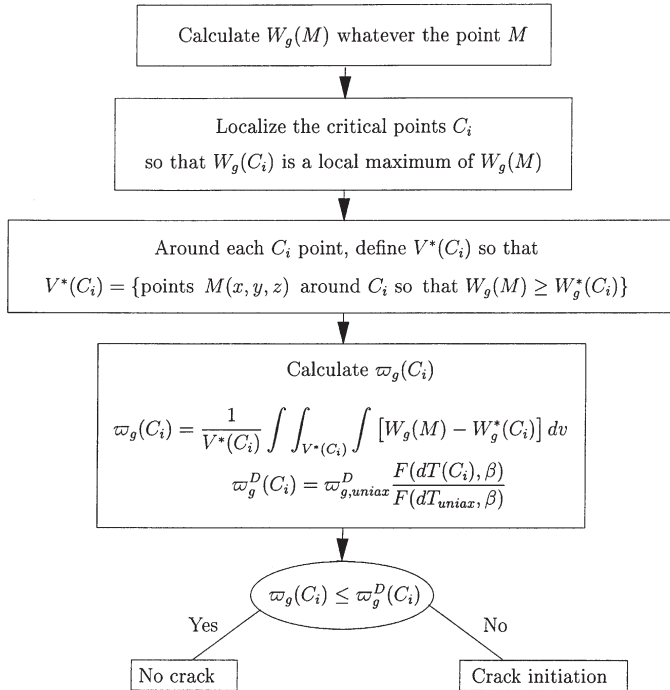 Calculate W_g(M) whatever the point M
Localize the critical points C_i
so that W_g(C_i) is a local maximum of W_g(M)
Around each C_i point, define V*(C_i) so that
V*(C_i) = {points M(x, y, z) around C_i so that W_g(M) ≥ W_g*(C_i)}
Calculate ϖ_g(C_i)
ϖ_g(C_i) = 1/V*(C_i) ∫ ∫_{V*(C_i)} ∫ [W_g(M) − W_g*(C_i)] dv
ϖ_g^D(C_i) = ϖ_{g,uniax}^D F(dT(C_i), β)/F(dT_{uniax}, β)
ϖ_g(C_i) ≤ ϖ_g^D(C_i)
Yes
No
No crack
Crack initiation